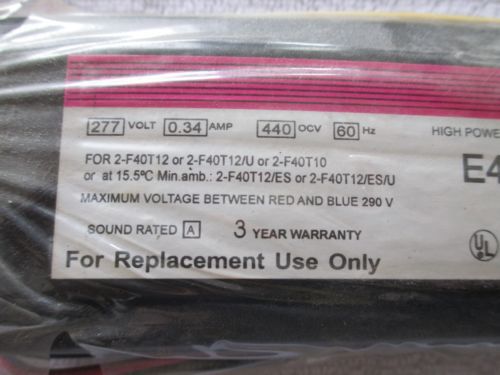 277 VOLT 0.34 AMP 440 OCV 60 Hz
HIGH POWE
FOR 2-F40T12 or 2-F40T12/U or 2-F40T10
or at 15.5ºC Min.amb.: 2-F40T12/ES or 2-F40T12/ES/U
E4
MAXIMUM VOLTAGE BETWEEN RED AND BLUE 290 V
SOUND RATED A 3 YEAR WARRANTY
UL
For Replacement Use Only